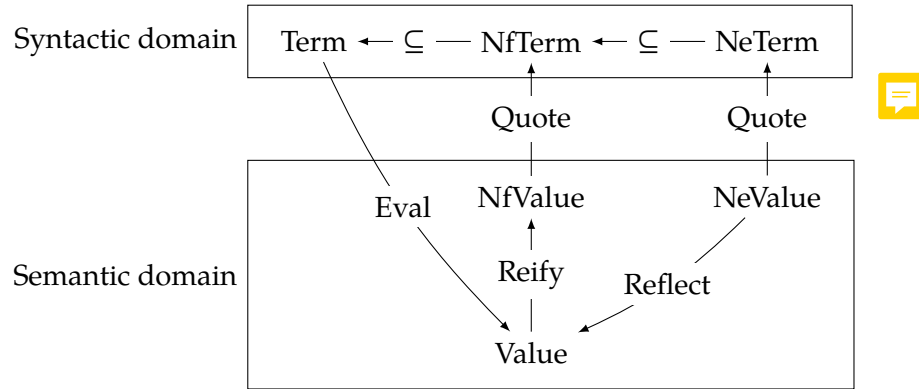 Syntactic domain
Term ⊆ NfTerm ⊆ NeTerm
Quote Quote
NfValue NeValue
Eval
Semantic domain
Reify
Reflect
Value